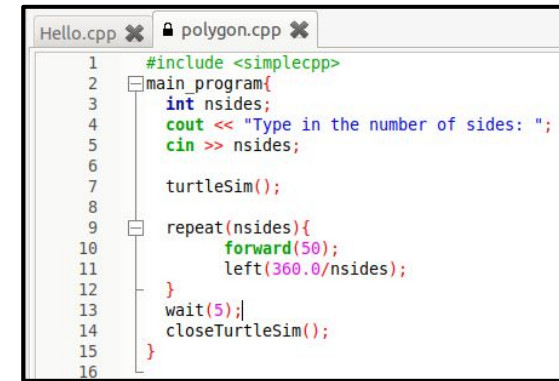 Hello.cpp polygon.cpp
1 #include <simplecpp>
2 main_program{
3 int nsides;
4 cout << "Type in the number of sides: ";
5 cin >> nsides;
6
7 turtleSim();
8
9 repeat(nsides){
10 forward(50);
11 left(360.0/nsides);
12 }
13 wait(5);
14 closeTurtleSim();
15 }
16